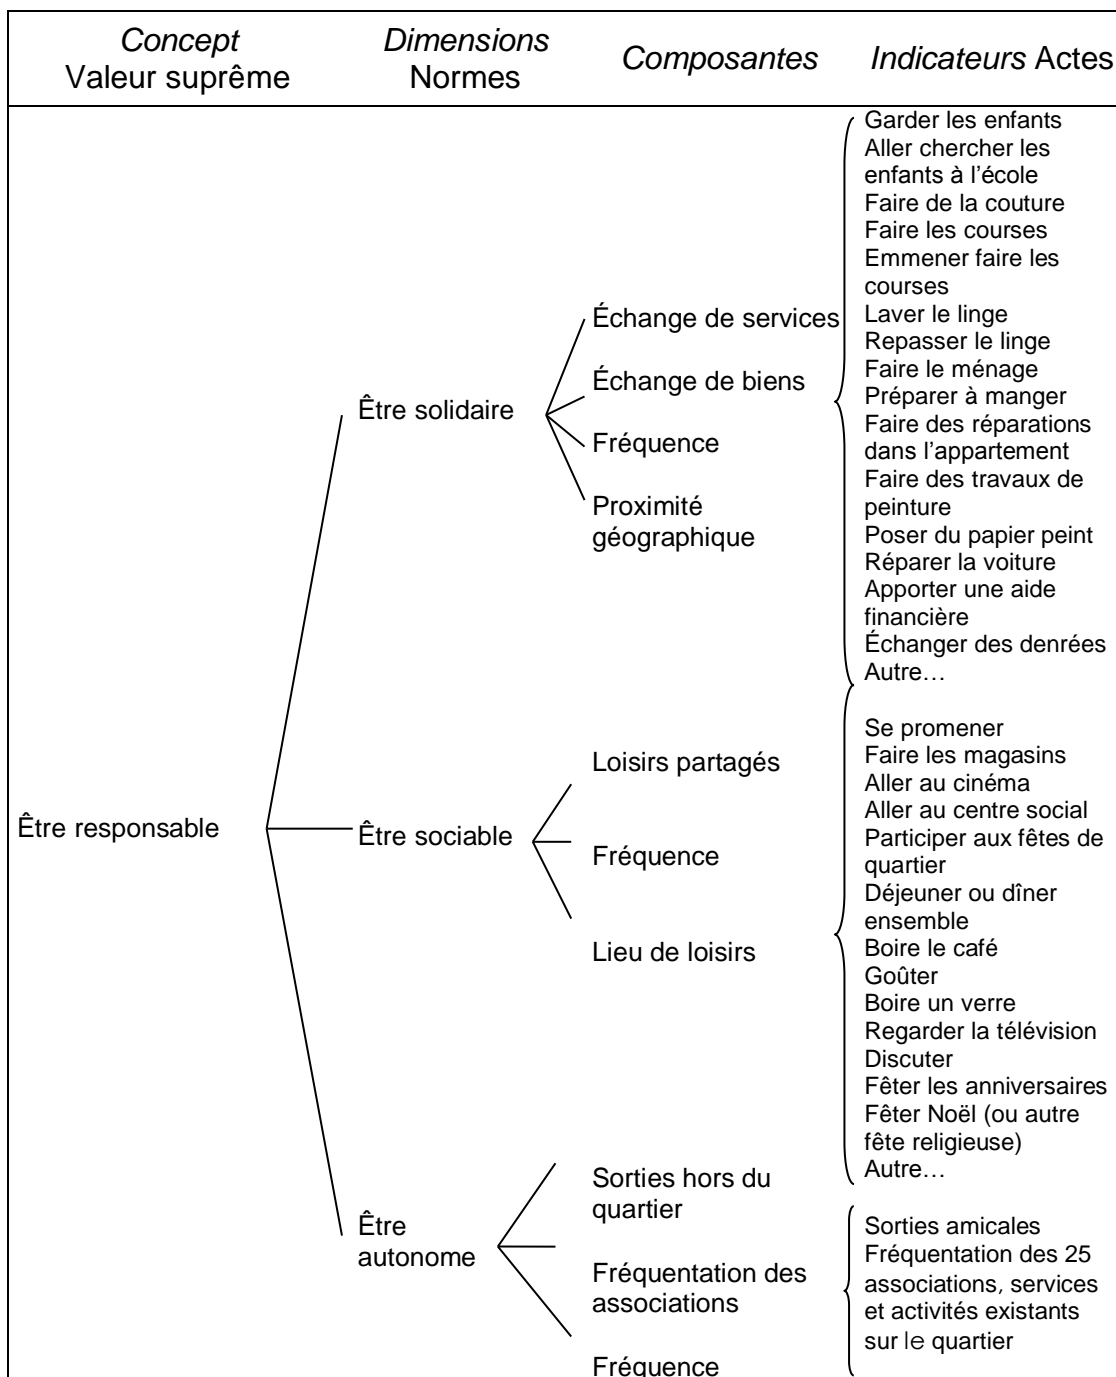 Concept
Valeur suprême
Dimensions
Normes
Composantes
Indicateurs Actes
Être responsable
Être solidaire
Échange de services
Échange de biens
Fréquence
Proximité
géographique
Garder les enfants
Aller chercher les
enfants à l’école
Faire de la couture
Faire les courses
Emmener faire les
courses
Laver le linge
Repasser le linge
Faire le ménage
Préparer à manger
Faire des réparations
dans l’appartement
Faire des travaux de
peinture
Poser du papier peint
Réparer la voiture
Apporter une aide
financière
Échanger des denrées
Autre…
Être sociable
Loisirs partagés
Fréquence
Lieu de loisirs
Se promener
Faire les magasins
Aller au cinéma
Aller au centre social
Participer aux fêtes de
quartier
Déjeuner ou dîner
ensemble
Boire le café
Goûter
Boire un verre
Regarder la télévision
Discuter
Fêter les anniversaires
Fêter Noël (ou autre
fête religieuse)
Autre…
Être
autonome
Sorties hors du
quartier
Fréquentation des
associations
Fréquence
Sorties amicales
Fréquentation des 25
associations, services
et activités existants
sur le quartier